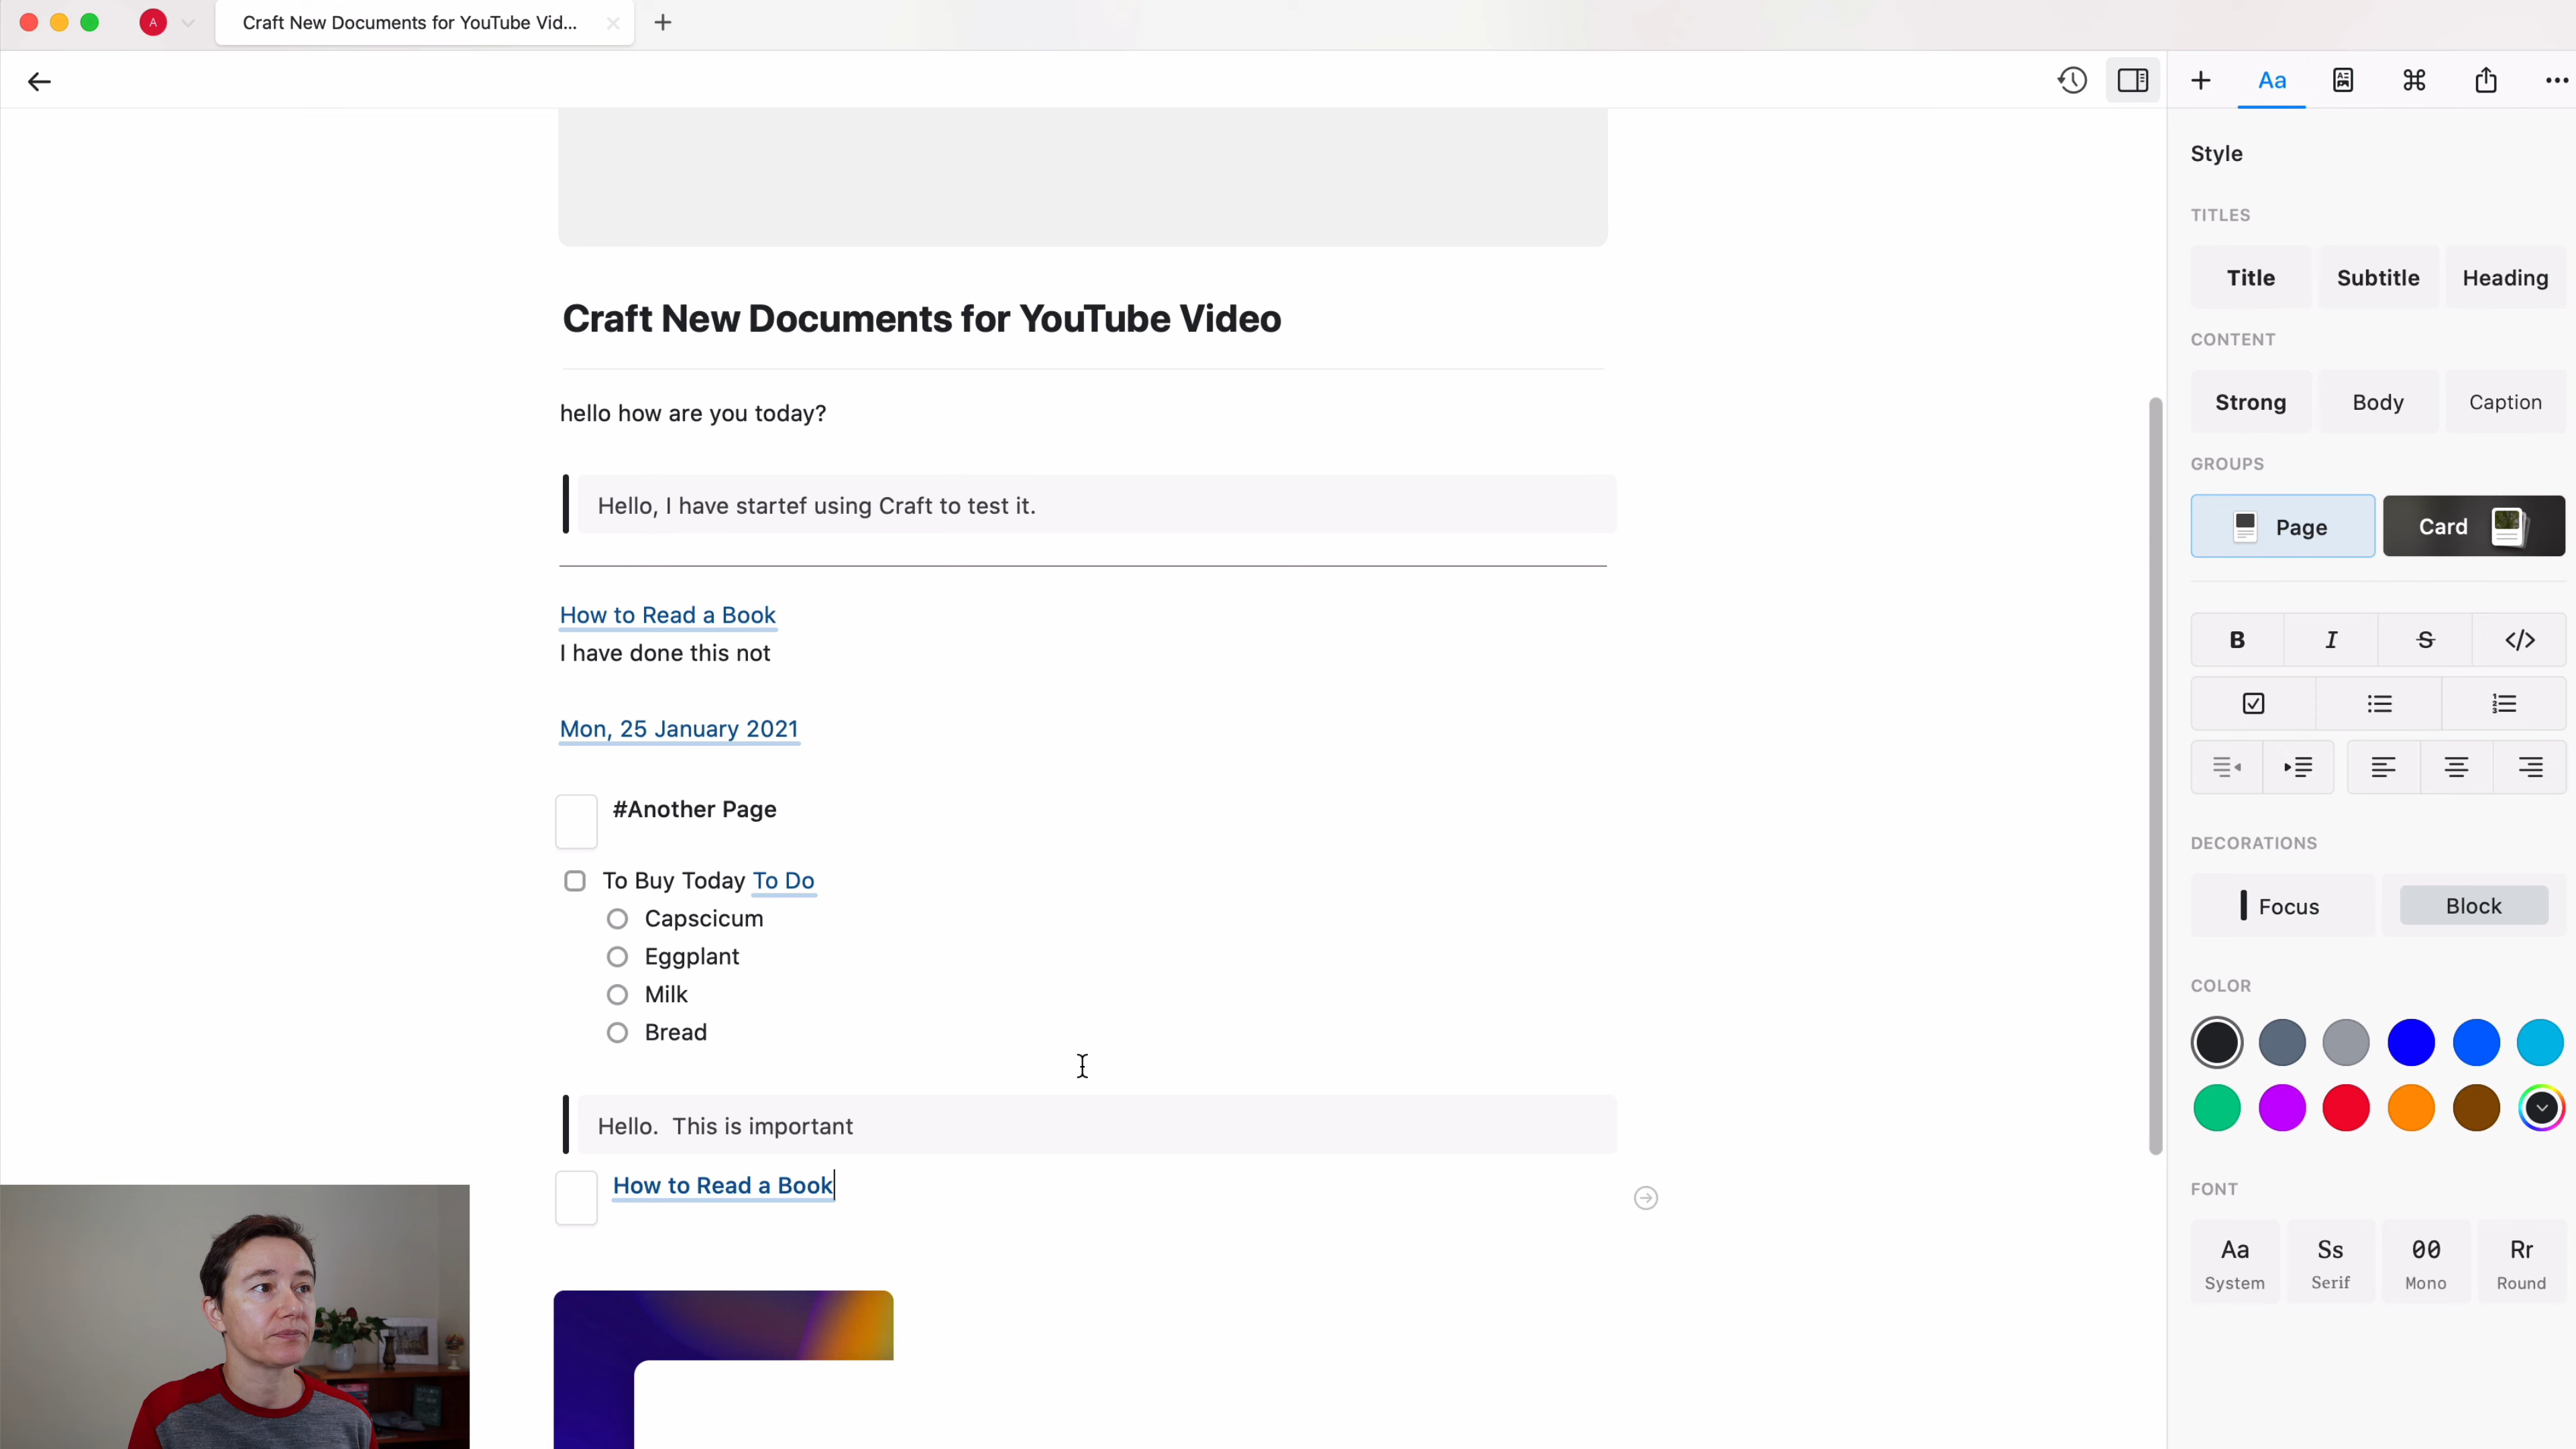 A
Craft New Documents for YouTube Vid...
Aa
Style
TITLES
Title Subtitle Heading
CONTENT
Strong Body Caption
GROUPS
Page Card
B I S </>
DECORATIONS
Focus Block
COLOR
FONT
Aa Ss 00 Rr
System Serif Mono Round
Craft New Documents for YouTube Video
hello how are you today?
Hello, I have startef using Craft to test it.
How to Read a Book
I have done this not
Mon, 25 January 2021
#Another Page
To Buy Today To Do
Capscicum
Eggplant
Milk
Bread
Hello.  This is important
How to Read a Book